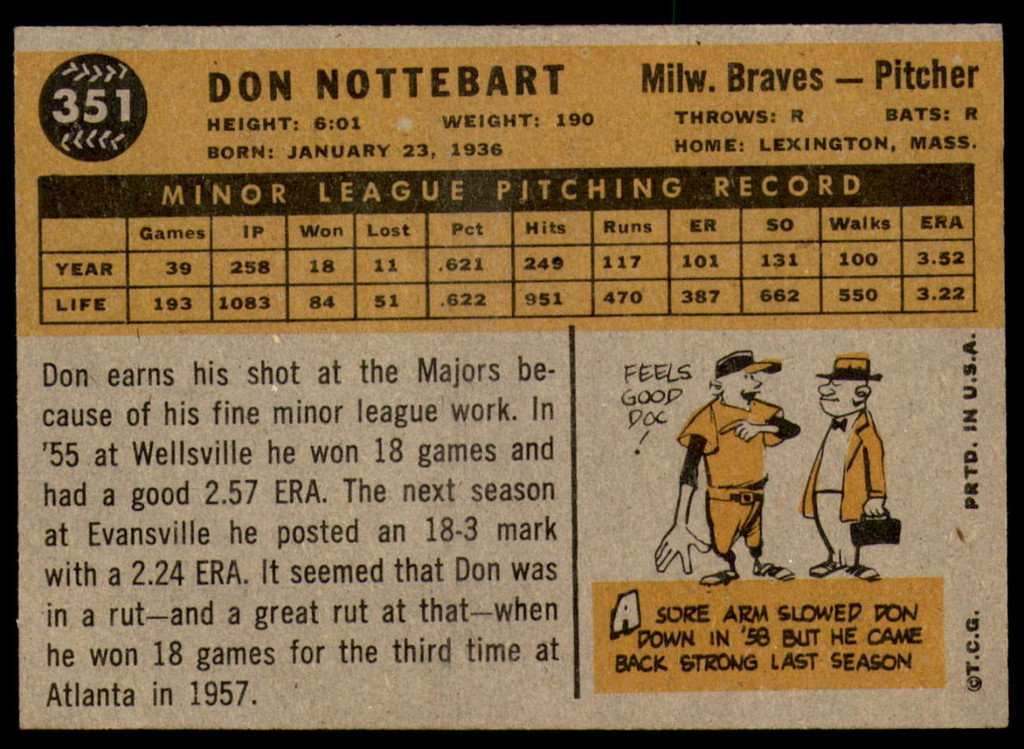 351
DON NOTTEBART
Milw. Braves — Pitcher
HEIGHT: 6:01 WEIGHT: 190
THROWS: R BATS: R
BORN: JANUARY 23, 1936
HOME: LEXINGTON, MASS.
MINOR LEAGUE PITCHING RECORD
Games IP Won Lost Pct Hits Runs ER SO Walks ERA
YEAR 39 258 18 11 .621 249 117 101 131 100 3.52
LIFE 193 1083 84 51 .622 951 470 387 662 550 3.22
Don earns his shot at the Majors be-
cause of his fine minor league work. In
'55 at Wellsville he won 18 games and
had a good 2.57 ERA. The next season
at Evansville he posted an 18-3 mark
with a 2.24 ERA. It seemed that Don was
in a rut—and a great rut at that—when
he won 18 games for the third time at
Atlanta in 1957.
FEELS
GOOD
DOC
!
A SORE ARM SLOWED DON
DOWN IN '58 BUT HE CAME
BACK STRONG LAST SEASON
©T.C.G. PRTD. IN U.S.A.